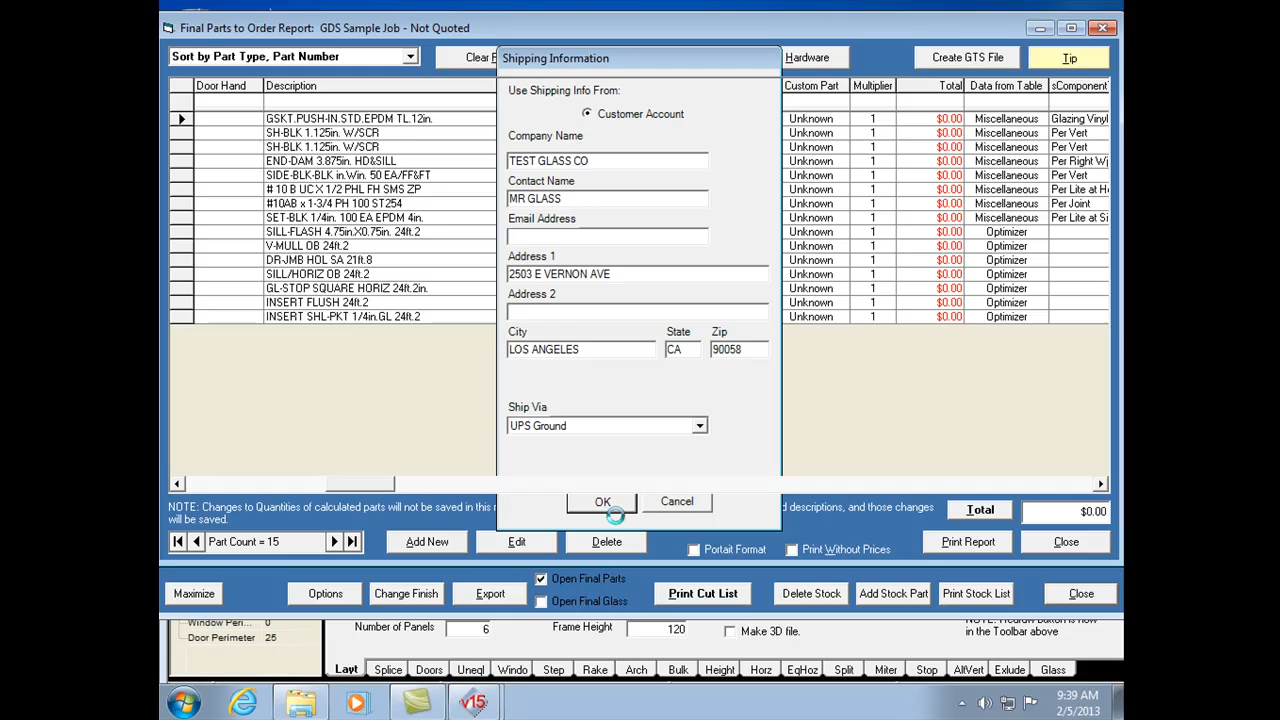 Final Parts to Order Report: GDS Sample Job - Not Quoted
Sort by Part Type, Part Number
Clear
Hardware
Create GTS File
Tip
Door Hand Description Custom Part Multiplier Total Data from Table
GSKT.PUSH-IN.STD.EPDM TL.12in. Unknown 1 $0.00 Miscellaneous Glazing Vinyl
SH-BLK 1.125in. W/SCR Unknown 1 $0.00 Miscellaneous Per Vert
SH-BLK 1.125in. W/SCR Unknown 1 $0.00 Miscellaneous Per Vert
END-DAM 3.875in. HD&SILL Unknown 1 $0.00 Miscellaneous Per Right
SIDE-BLK-BLK in.Win. 50 EA/FF&FT Unknown 1 $0.00 Miscellaneous Per Vert
# 10 B UC X 1/2 PHL FH SMS ZP Unknown 1 $0.00 Miscellaneous Per Lite at
#10AB x 1-3/4 PHL FH 100 ST254 Unknown 1 $0.00 Miscellaneous Per Joint
SET-BLK 1/4in. 100 EA EPDM 4in. Unknown 1 $0.00 Miscellaneous Per Lite at
SILL-FLASH 4.75in.X0.75in. 24ft.2 Unknown 1 $0.00 Optimizer
V-MULL OB 24ft.2 Unknown 1 $0.00 Optimizer
DR-JMB HOL SA 21ft.8 Unknown 1 $0.00 Optimizer
SILL/HORIZ OB 24ft.2 Unknown 1 $0.00 Optimizer
GL-STOP SQUARE HORIZ 24ft.2in. Unknown 1 $0.00 Optimizer
INSERT FLUSH 24ft.2 Unknown 1 $0.00 Optimizer
INSERT SHL-PKT 1/4in.GL 24ft.2 Unknown 1 $0.00 Optimizer
Shipping Information
Use Shipping Info From:
Customer Account
Company Name
TEST GLASS CO
Contact Name
MR GLASS
Email Address
Address 1
2503 E VERNON AVE
Address 2
City State Zip
LOS ANGELES CA 90058
Ship Via
UPS Ground
OK Cancel
NOTE: Changes to Quantities of calculated parts will not be saved in this
d descriptions, and those changes
will be saved.
Total $0.00
Part Count = 15
Add New Edit Delete
Portait Format
Print Without Prices
Print Report Close
Maximize Options Change Finish Export
Open Final Parts
Open Final Glass
Print Cut List Delete Stock Add Stock Part Print Stock List Close
Window Peri... 0
Door Perimeter 25
Number of Panels 6 Frame Height 120 Make 3D file.
in the Toolbar above
Layt Splice Doors Uneql Windo Step Rake Arch Bulk Height Horz EqHoz Split Miter Stop AltVert Exlude Glass
v15
9:39 AM
2/5/2013